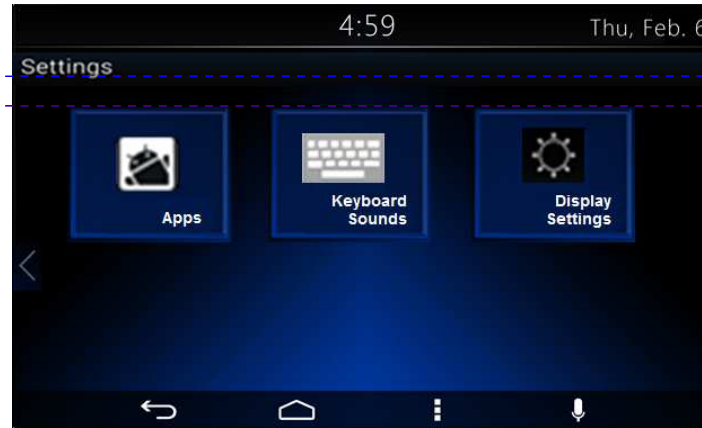 4:59
Thu, Feb. 6
Settings
Apps
Keyboard
Sounds
Display
Settings